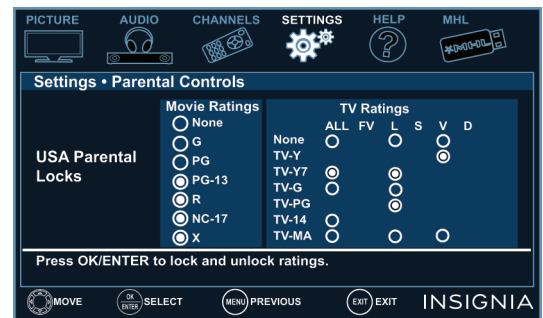 PICTURE AUDIO CHANNELS SETTINGS HELP MHL
MHL
Settings • Parental Controls
Movie Ratings TV Ratings
None
ALL FV L S V D
G
None
USA Parental Locks
PG
TV-Y
PG-13
TV-Y7
R
TV-G
NC-17
TV-PG
X
TV-14
TV-MA
Press OK/ENTER to lock and unlock ratings.
MOVE OK ENTER SELECT MENU PREVIOUS EXIT EXIT INSIGNIA